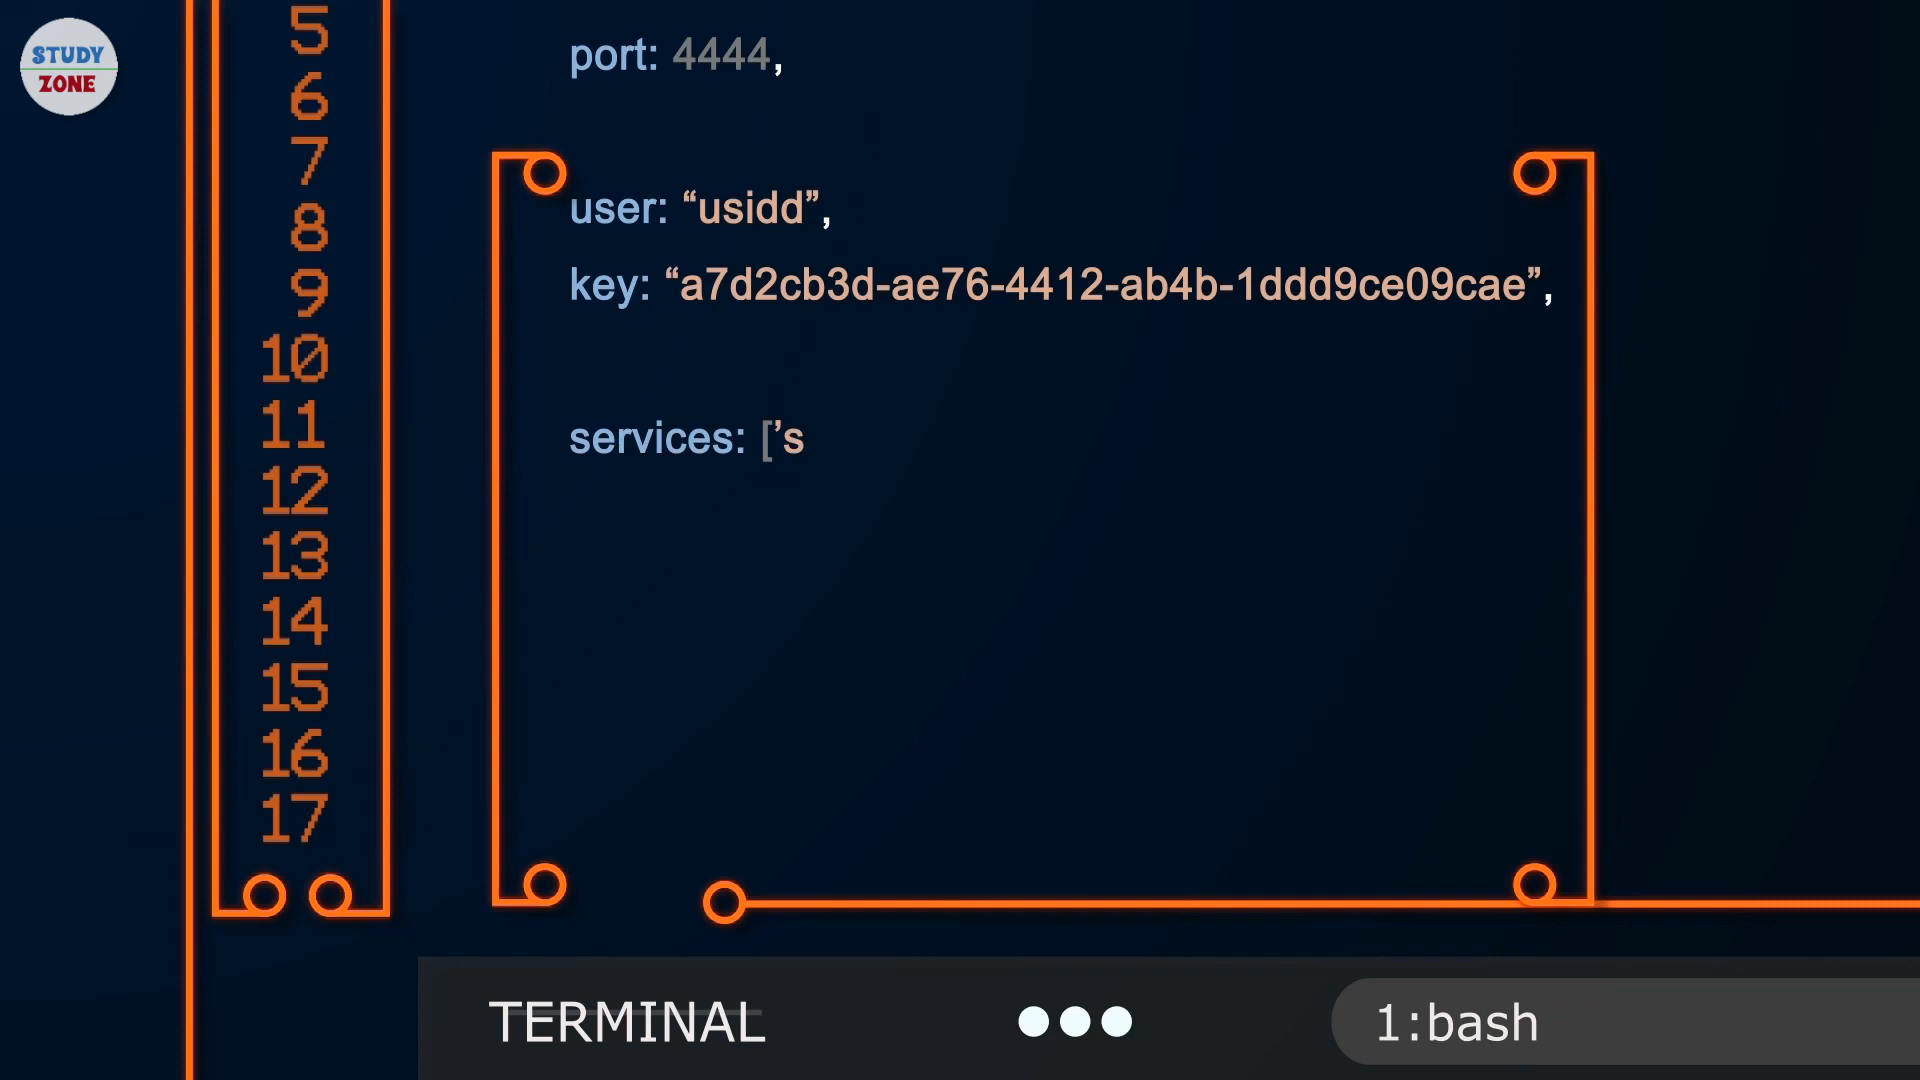 STUDY
ZONE
5
6
7
8
9
10
11
12
13
14
15
16
17
port: 4444,
user: “usidd”,
key: “a7d2cb3d-ae76-4412-ab4b-1ddd9ce09cae”,
services: [’s
TERMINAL
1:bash